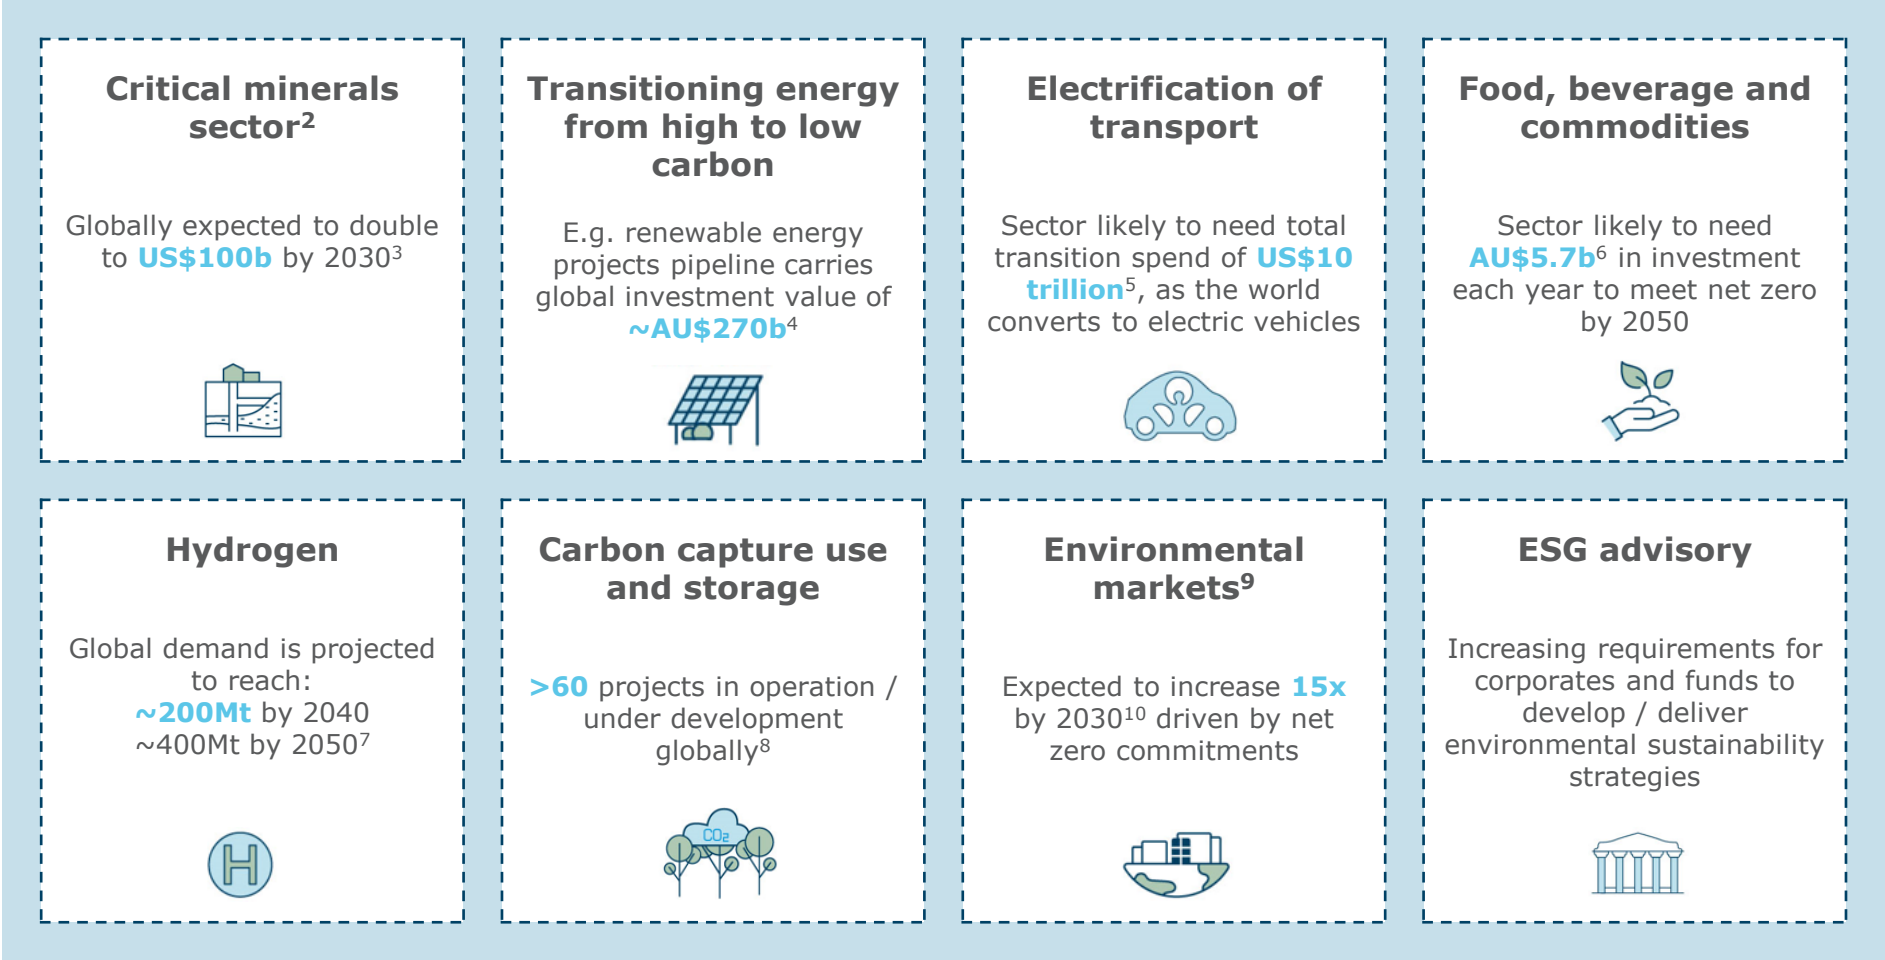 Critical minerals
sector²
Globally expected to double
to US$100b by 2030³
Transitioning energy
from high to low
carbon
E.g. renewable energy
projects pipeline carries
global investment value of
~AU$270b⁴
Electrification of
transport
Sector likely to need total
transition spend of US$10
trillion⁵, as the world
converts to electric vehicles
Food, beverage and
commodities
Sector likely to need
AU$5.7b⁶ in investment
each year to meet net zero
by 2050
Hydrogen
Global demand is projected
to reach:
~200Mt by 2040
~400Mt by 2050⁷
H
Carbon capture use
and storage
>60 projects in operation /
under development
globally⁸
CO₂
Environmental
markets⁹
Expected to increase 15x
by 2030¹⁰ driven by net
zero commitments
ESG advisory
Increasing requirements for
corporates and funds to
develop / deliver
environmental sustainability
strategies